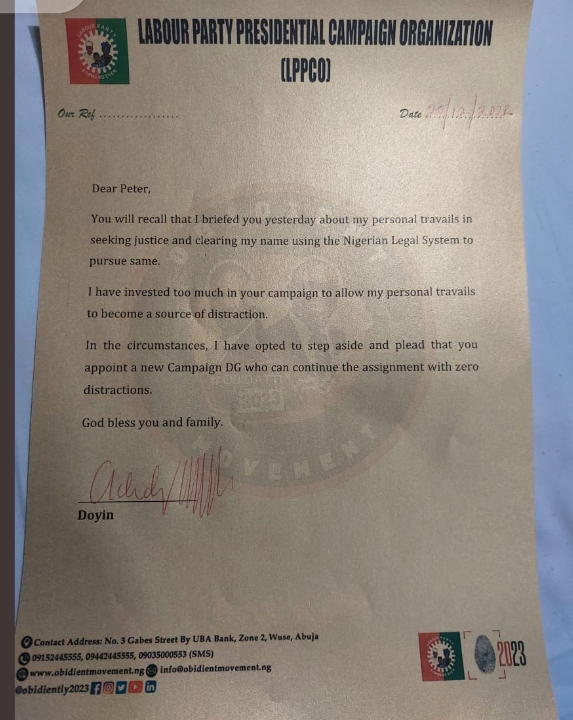 LABOUR PARTY PRESIDENTIAL CAMPAIGN ORGANIZATION
(LPPCO)
Our Ref ..................
Date 20/12/2022
Dear Peter,
You will recall that I briefed you yesterday about my personal travails in
seeking justice and clearing my name using the Nigerian Legal System to
pursue same.
I have invested too much in your campaign to allow my personal travails
to become a source of distraction.
In the circumstances, I have opted to step aside and plead that you
appoint a new Campaign DG who can continue the assignment with zero
distractions.
God bless you and family.
Doyin
2023
MOVEMENT
Contact Address: No. 3 Gabes Street By UBA Bank, Zone 2, Wuse, Abuja
09152445555, 09442445555, 09035000553 (SMS)
www.obidientmovement.ng info@obidientmovement.ng
@obidiently2023
2023